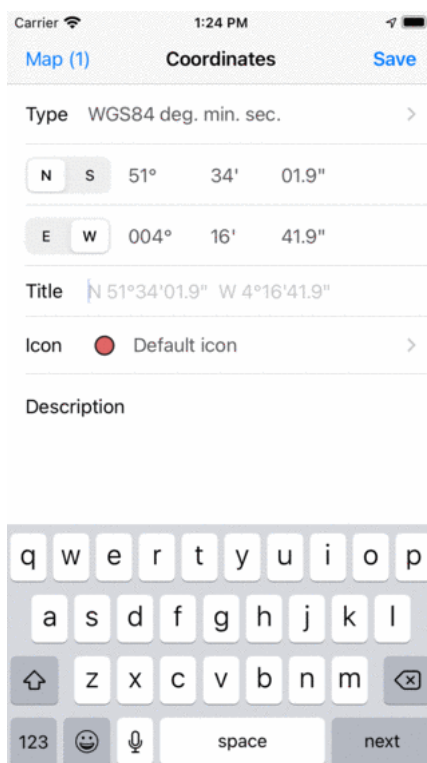 Carrier 1:24 PM
Map (1) Coordinates Save
Type WGS84 deg. min. sec.
N S 51° 34' 01.9"
E W 004° 16' 41.9"
Title N 51°34'01.9" W 4°16'41.9"
Icon Default icon
Description
q w e r t y u i o p
a s d f g h j k l
z x c v b n m
123 space next